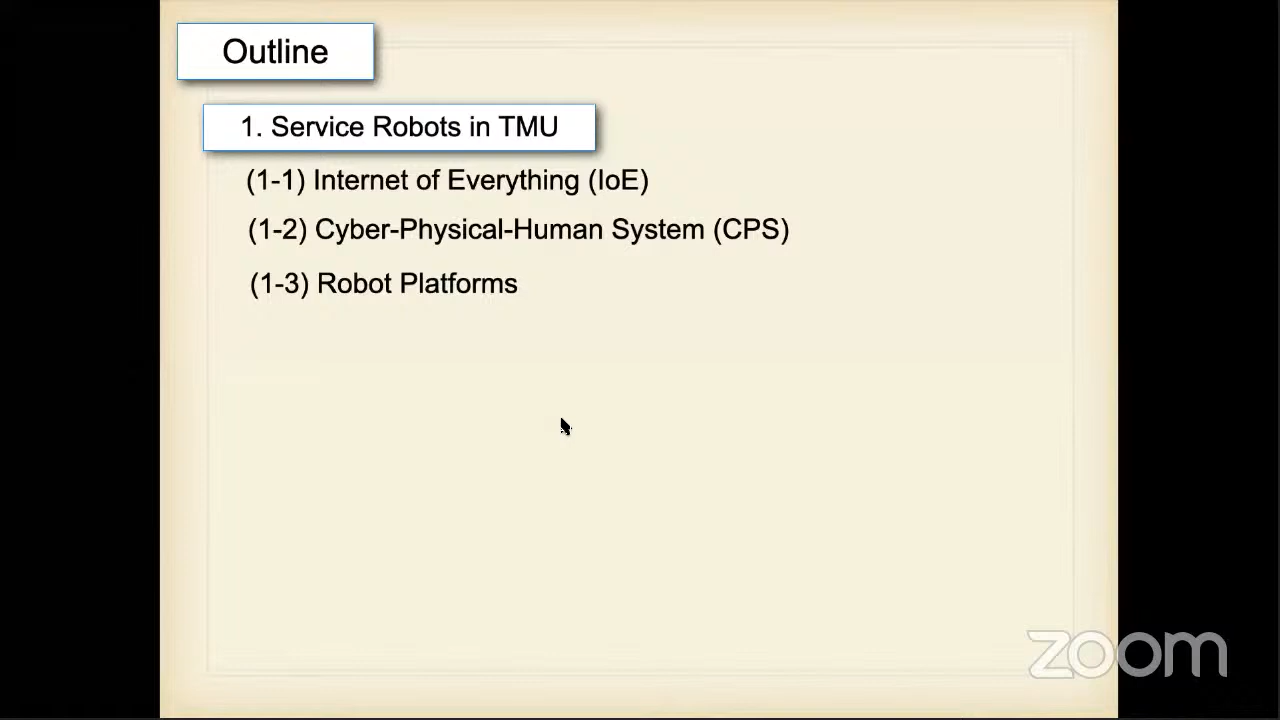 Outline
1. Service Robots in TMU
(1-1) Internet of Everything (IoE)
(1-2) Cyber-Physical-Human System (CPS)
(1-3) Robot Platforms
zoom